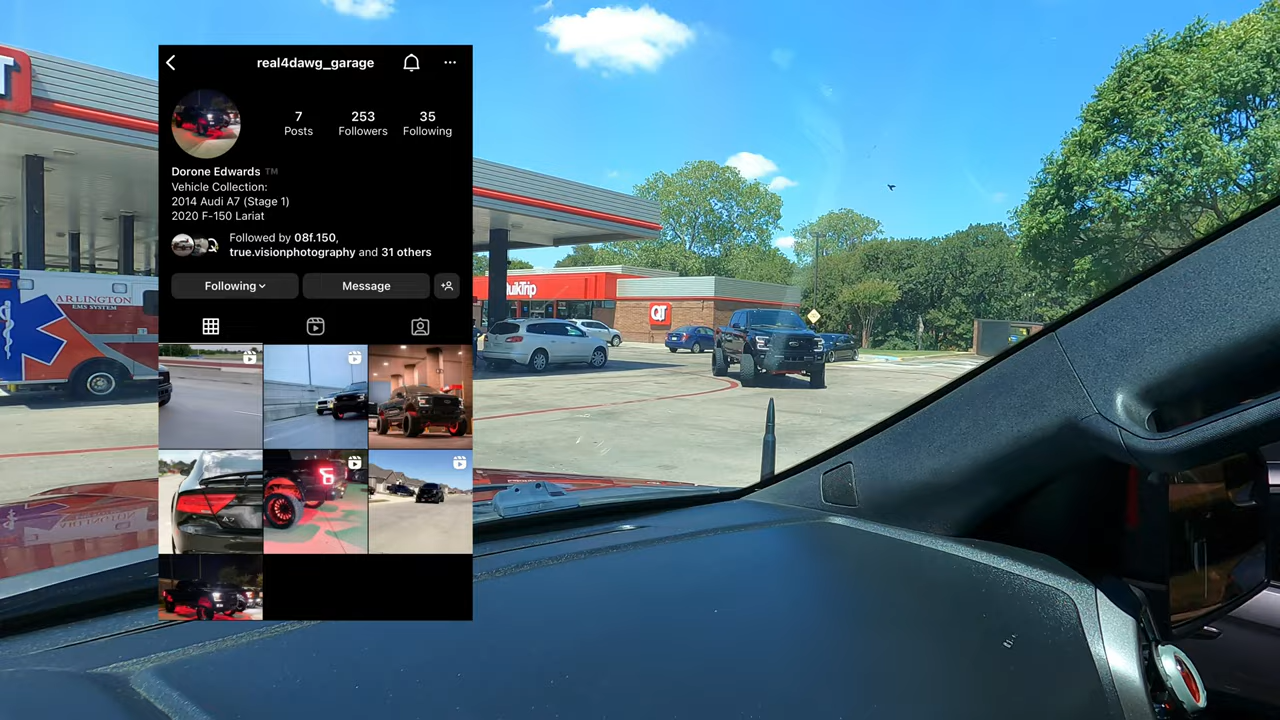 real4dawg_garage
7
Posts
253
Followers
35
Following
Dorone Edwards TM
Vehicle Collection:
2014 Audi A7 (Stage 1)
2020 F-150 Lariat
Followed by 08f.150,
true.visionphotography and 31 others
Following
Message
ARLINGTON
EMS SYSTEM
QuikTrip
QT
A7